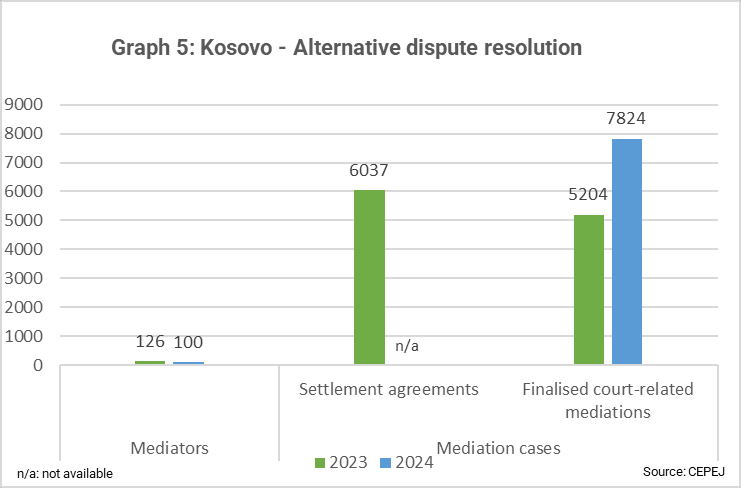 Graph 5: Kosovo - Alternative dispute resolution
9000
8000
7000
6000
5000
4000
3000
2000
1000
0
126 100
6037
n/a
5204
7824
Settlement agreements
Finalised court-related
mediations
Mediators
Mediation cases
2023 2024
n/a: not available
Source: CEPEJ